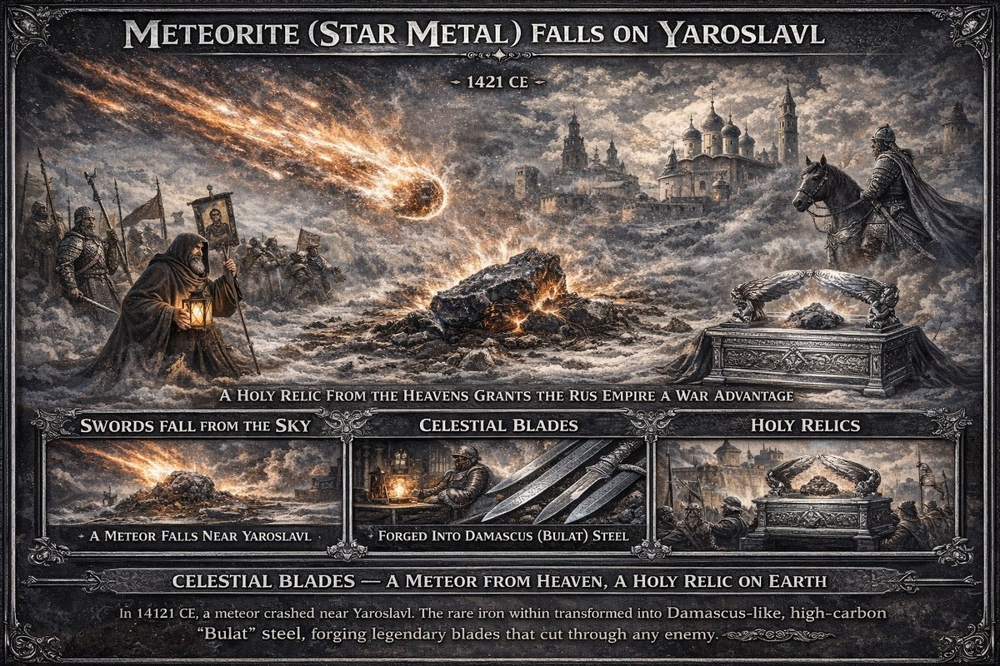 Meteorite (Star Metal) Falls on Yaroslavl
- 1421 CE -
A Holy Relic From the Heavens Grants the Rus Empire a War Advantage
Swords Fall from the Sky
Celestial Blades
Holy Relics
A Meteor Falls Near Yaroslavl
Forged Into Damascus (Bulat) Steel
Celestial Blades — A Meteor from Heaven, A Holy Relic on Earth
In 14121 CE, a meteor crashed near Yaroslavl. The rare iron within transformed into Damascus-like, high-carbon
“Bulat” steel, forging legendary blades that cut through any enemy.